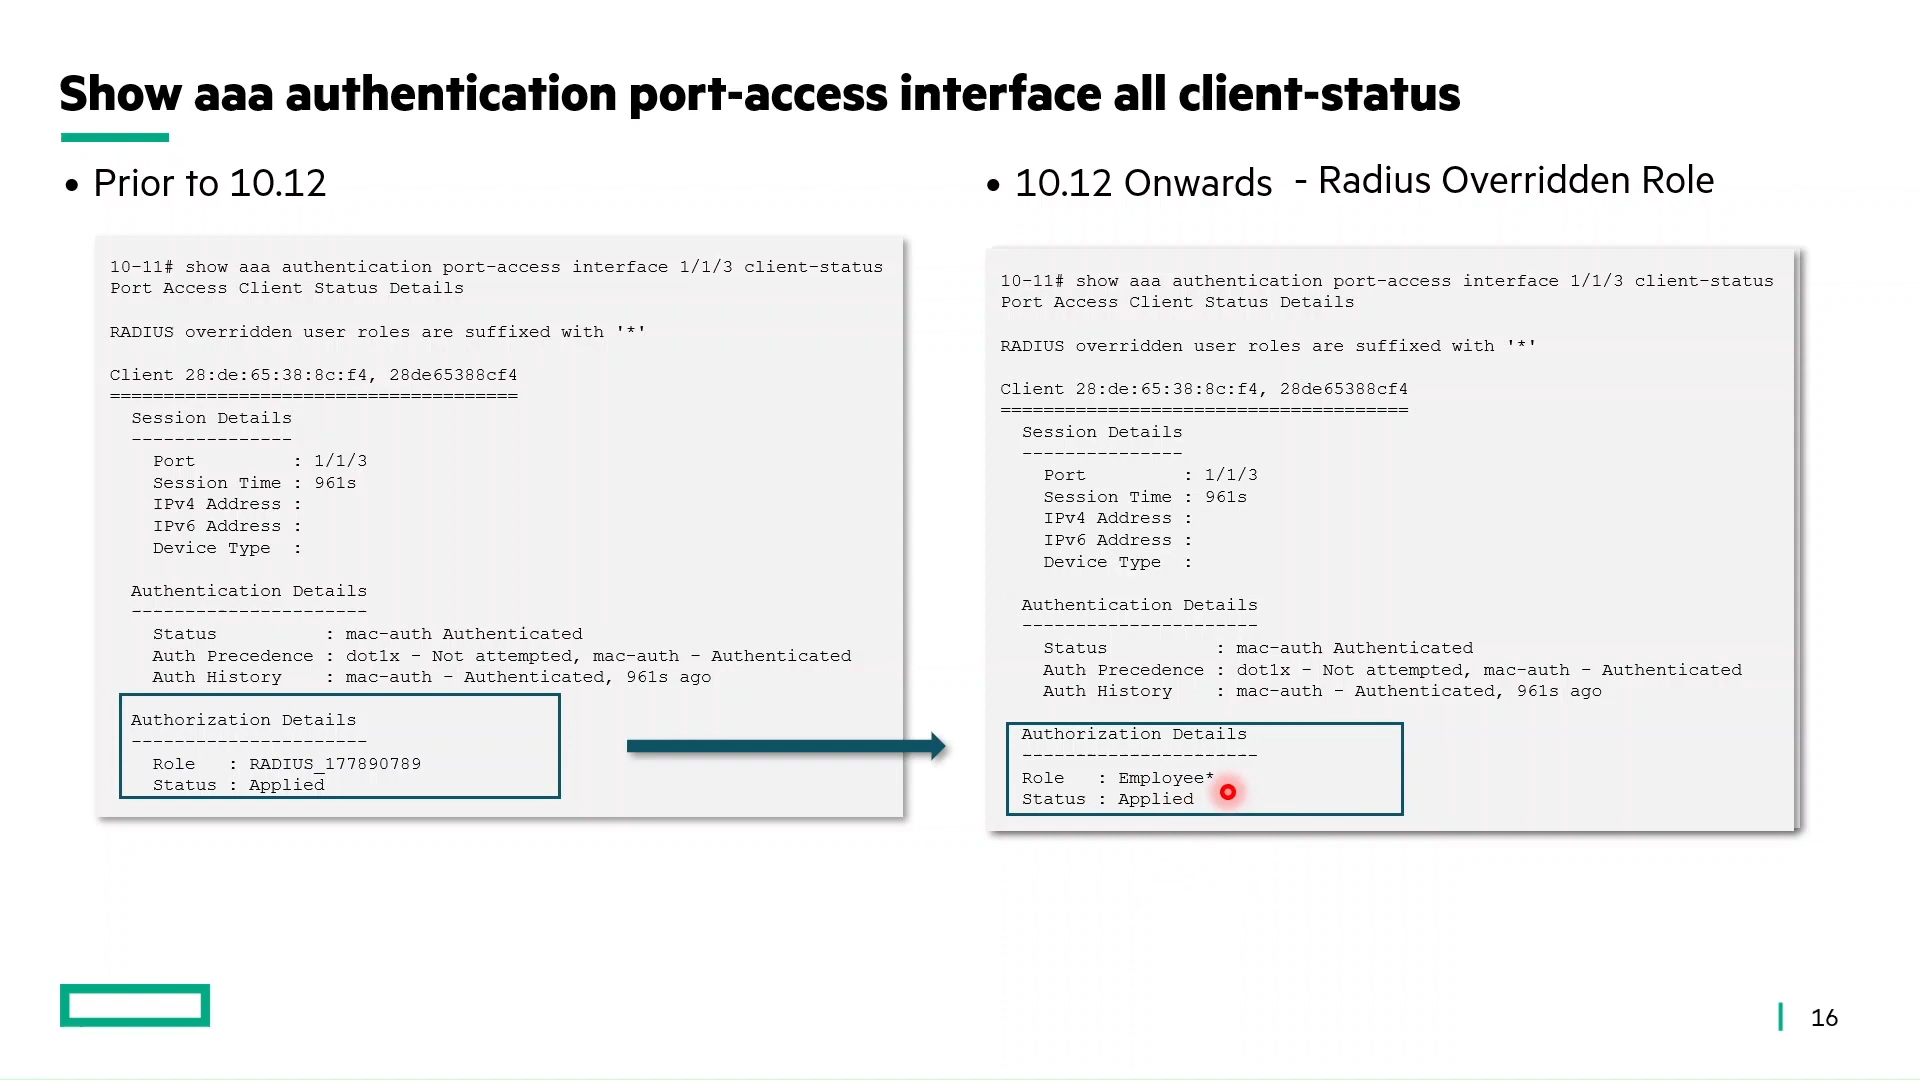 Show aaa authentication port-access interface all client-status
• Prior to 10.12
10-11# show aaa authentication port-access interface 1/1/3 client-status
Port Access Client Status Details
RADIUS overridden user roles are suffixed with '*'
Client 28:de:65:38:8c:f4, 28de65388cf4
======================================
Session Details
---------------
Port : 1/1/3
Session Time : 961s
IPv4 Address :
IPv6 Address :
Device Type :
Authentication Details
----------------------
Status : mac-auth Authenticated
Auth Precedence : dot1x - Not attempted, mac-auth - Authenticated
Auth History : mac-auth - Authenticated, 961s ago
Authorization Details
----------------------
Role : RADIUS_177890789
Status : Applied
• 10.12 Onwards - Radius Overridden Role
10-11# show aaa authentication port-access interface 1/1/3 client-status
Port Access Client Status Details
RADIUS overridden user roles are suffixed with '*'
Client 28:de:65:38:8c:f4, 28de65388cf4
======================================
Session Details
---------------
Port : 1/1/3
Session Time : 961s
IPv4 Address :
IPv6 Address :
Device Type :
Authentication Details
----------------------
Status : mac-auth Authenticated
Auth Precedence : dot1x - Not attempted, mac-auth - Authenticated
Auth History : mac-auth - Authenticated, 961s ago
Authorization Details
----------------------
Role : Employee*
Status : Applied
16